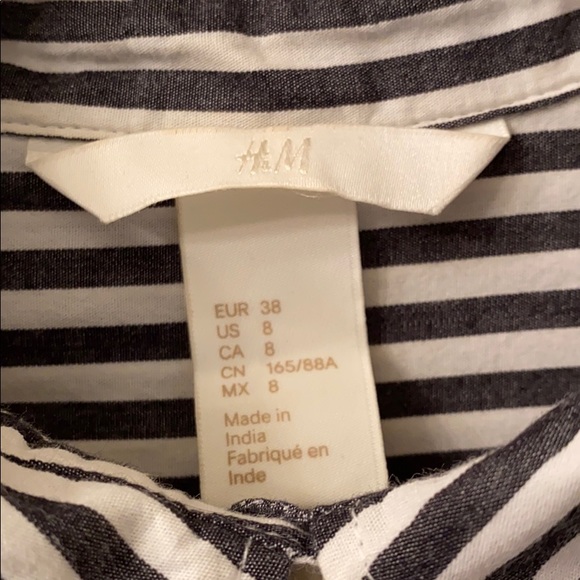 H&M
EUR 38
US 8
CA 8
CN 165/88A
MX 8
Made in
India
Fabriqué en
Inde